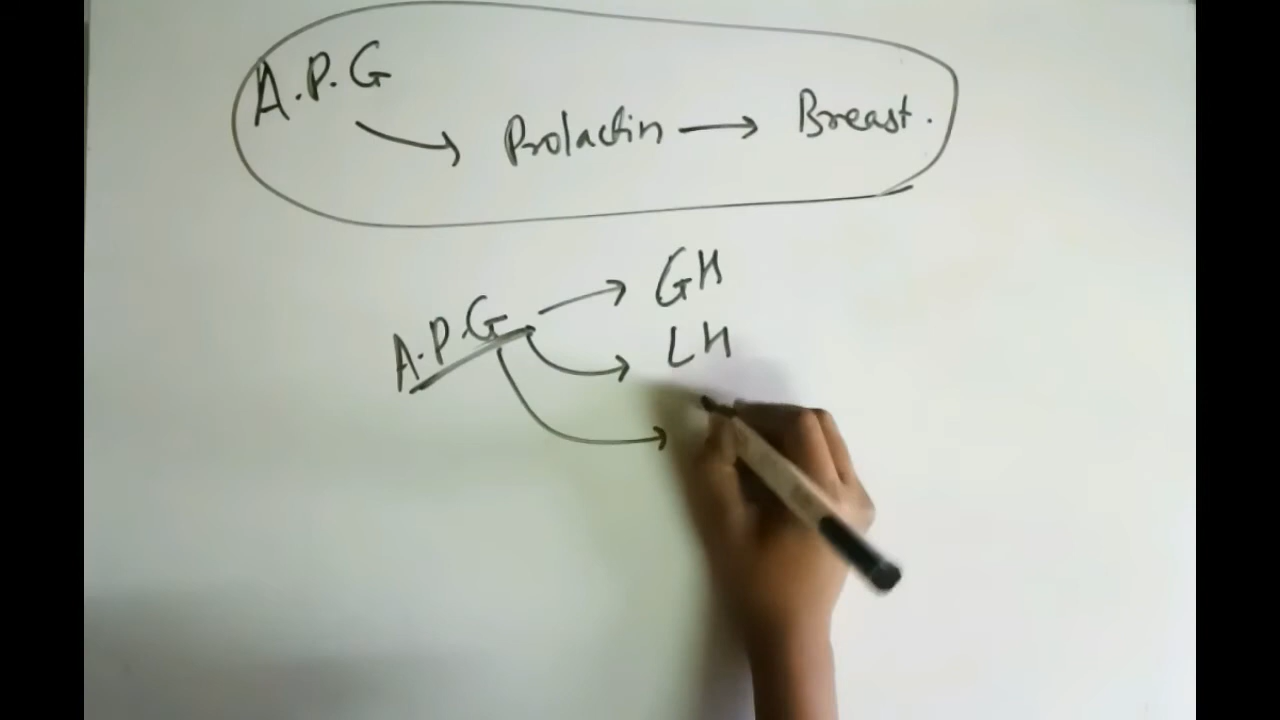 A.P.G
→ Prolactin → Breast.
A.P.G → GH
→ LH
→